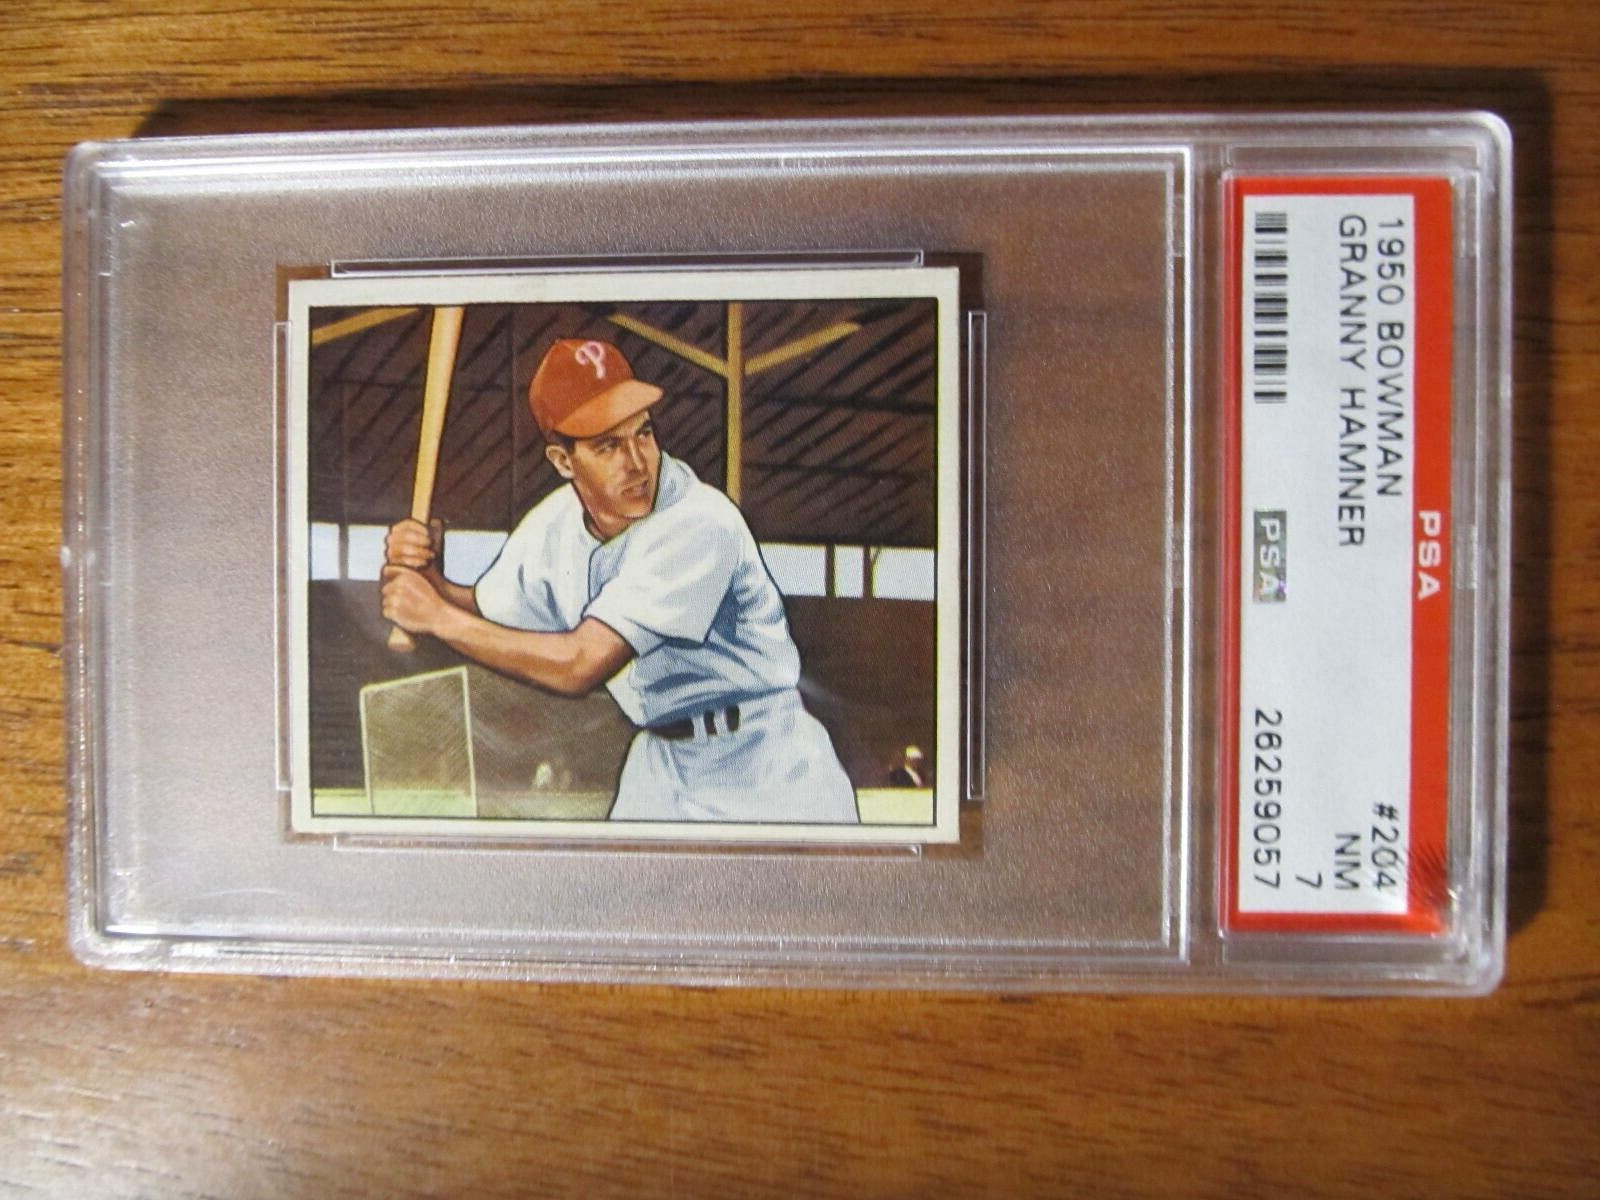 PSA
1950 BOWMAN #204
GRANNY HAMNER NM
7
PSA 26259057
P